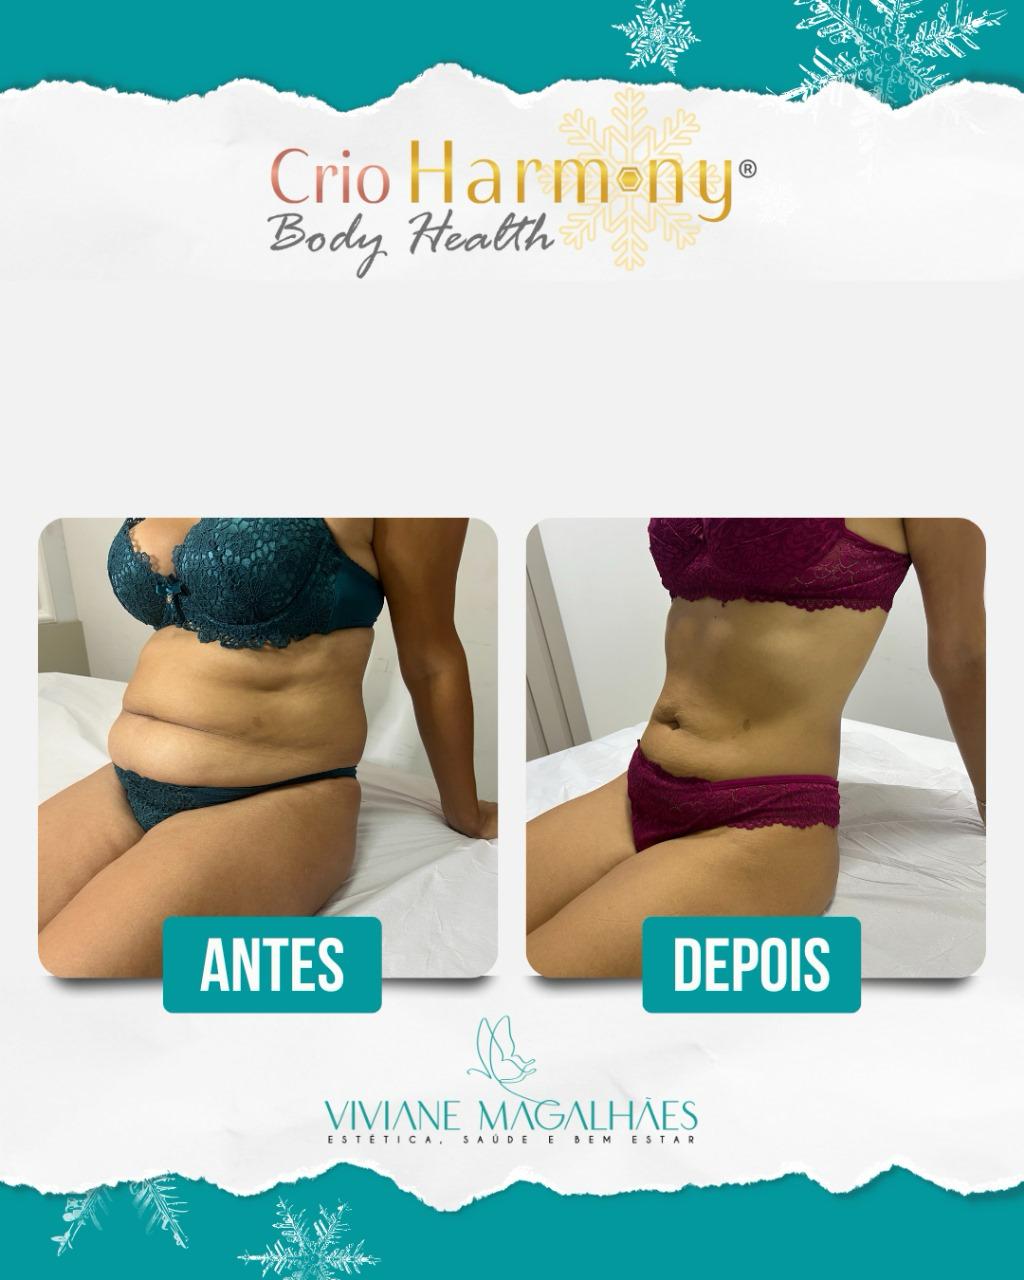 Crio Harmony®
Body Health
ANTES
DEPOIS
VIVIANE MAGALHÃES
ESTÉTICA, SAÚDE E BEM ESTAR